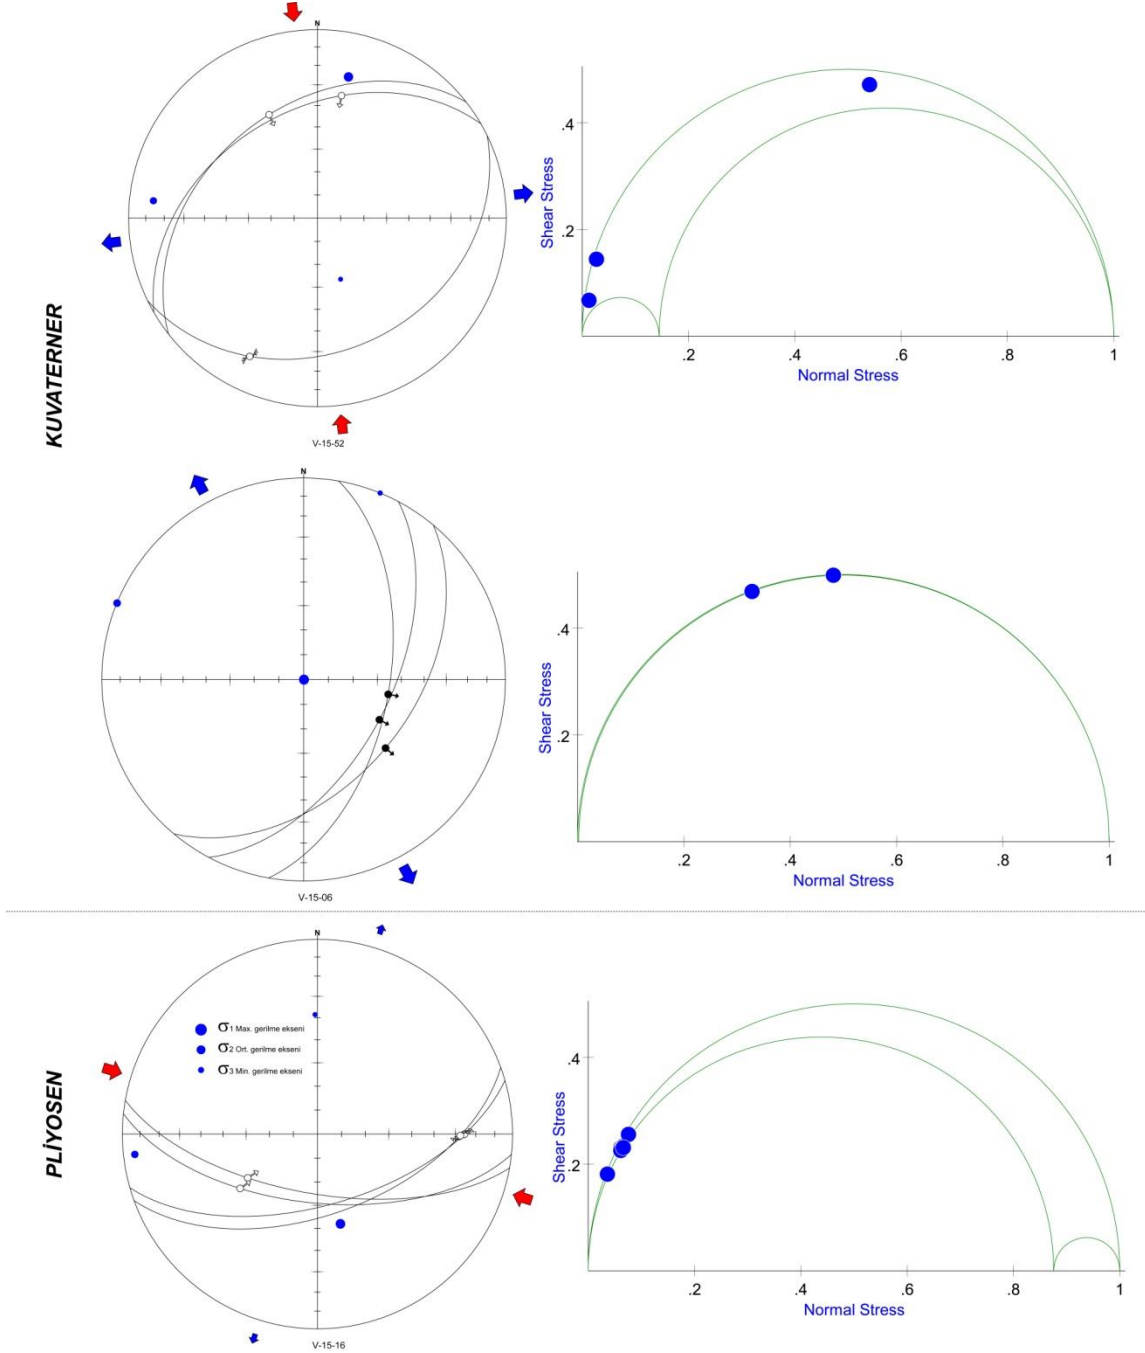 KUVATERNER
N
V-15-52
Shear Stress
.4
.2
.2
.4
.6
.8
1
Normal Stress
N
V-15-06
Shear Stress
.4
.2
.2
.4
.6
.8
1
Normal Stress
PLİYOSEN
N
σ1 Max. gerilme ekseni
σ2 Ort. gerilme ekseni
σ3 Min. gerilme ekseni
V-15-16
Shear Stress
.4
.2
.2
.4
.6
.8
1
Normal Stress